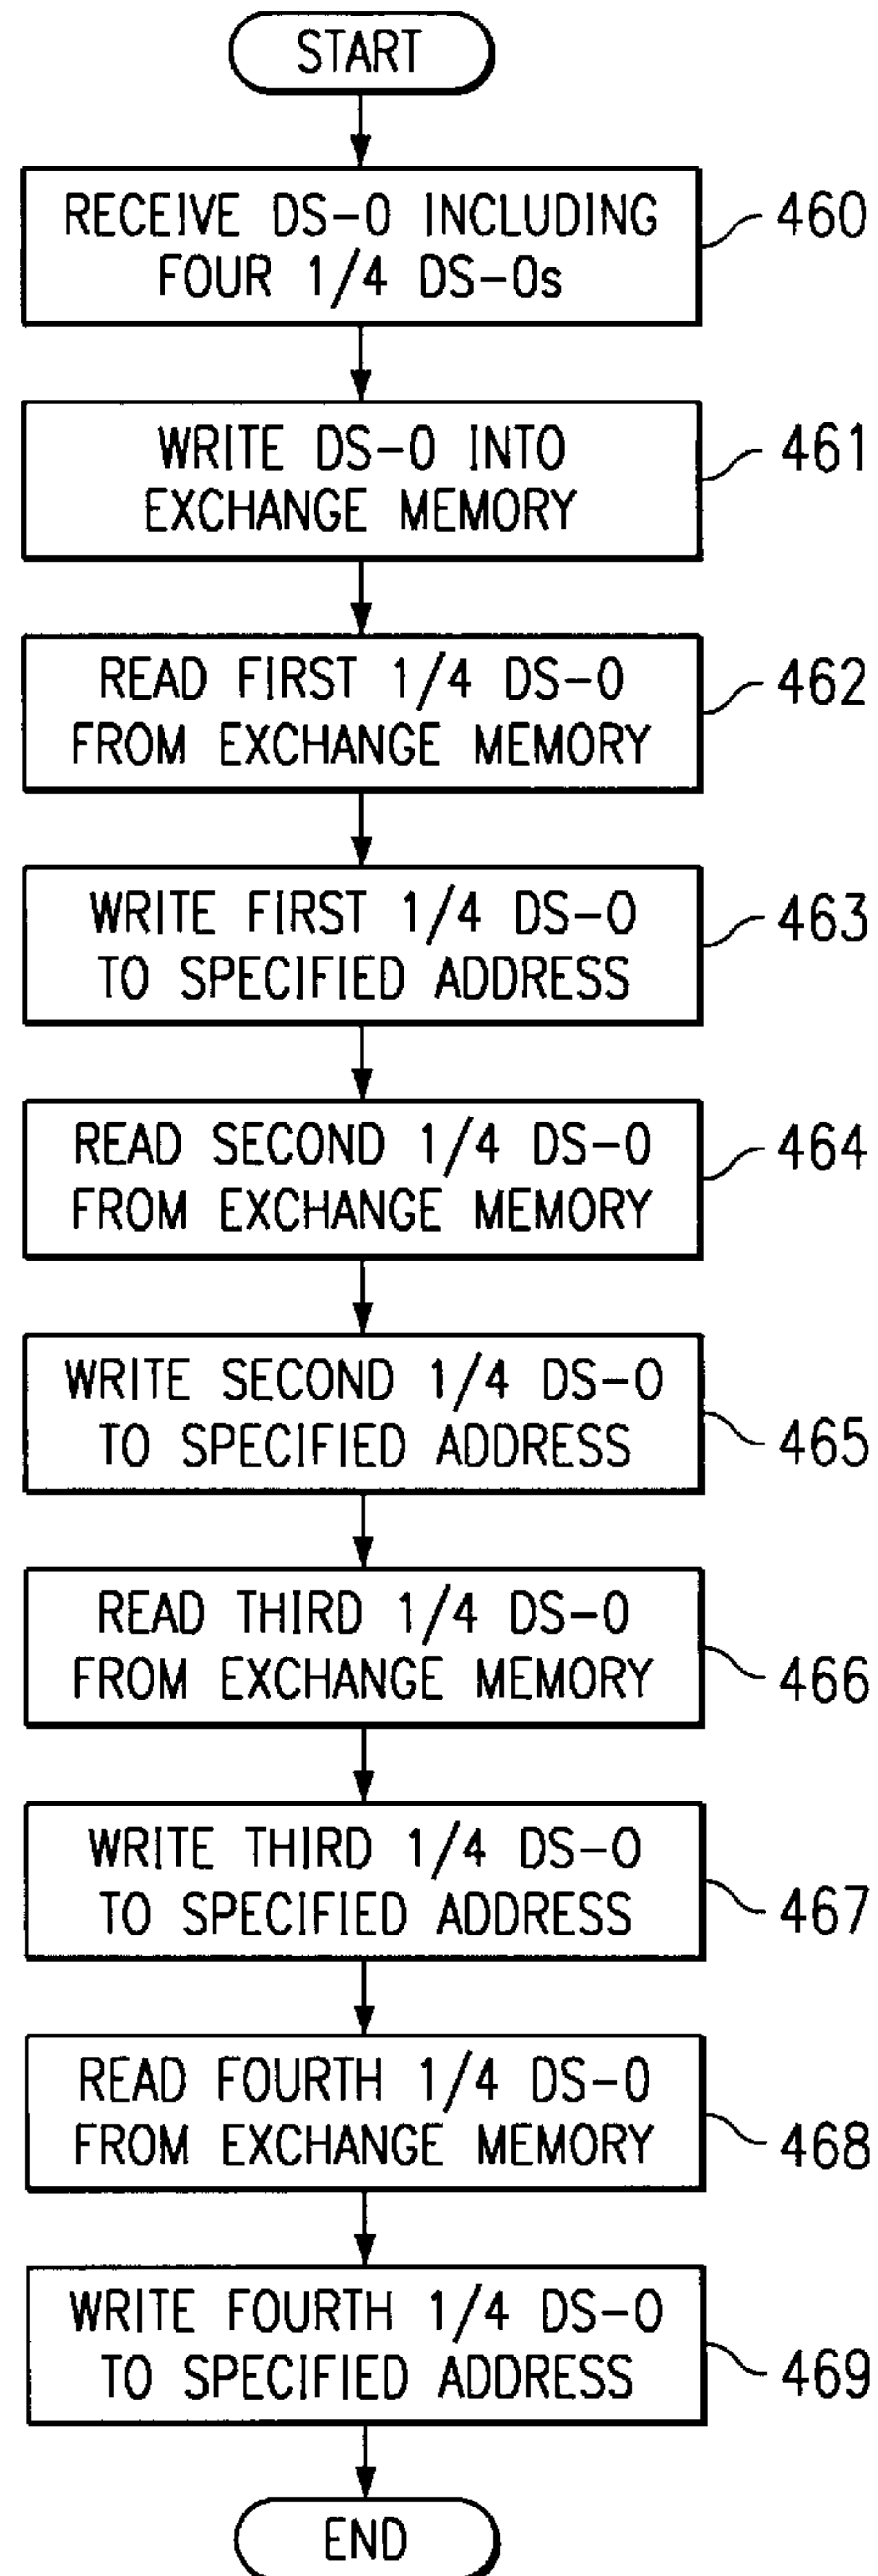 START
RECEIVE DS-0 INCLUDING
FOUR 1/4 DS-0s
460
WRITE DS-0 INTO
EXCHANGE MEMORY
461
READ FIRST 1/4 DS-0
FROM EXCHANGE MEMORY
462
WRITE FIRST 1/4 DS-0
TO SPECIFIED ADDRESS
463
READ SECOND 1/4 DS-0
FROM EXCHANGE MEMORY
464
WRITE SECOND 1/4 DS-0
TO SPECIFIED ADDRESS
465
READ THIRD 1/4 DS-0
FROM EXCHANGE MEMORY
466
WRITE THIRD 1/4 DS-0
TO SPECIFIED ADDRESS
467
READ FOURTH 1/4 DS-0
FROM EXCHANGE MEMORY
468
WRITE FOURTH 1/4 DS-0
TO SPECIFIED ADDRESS
469
END